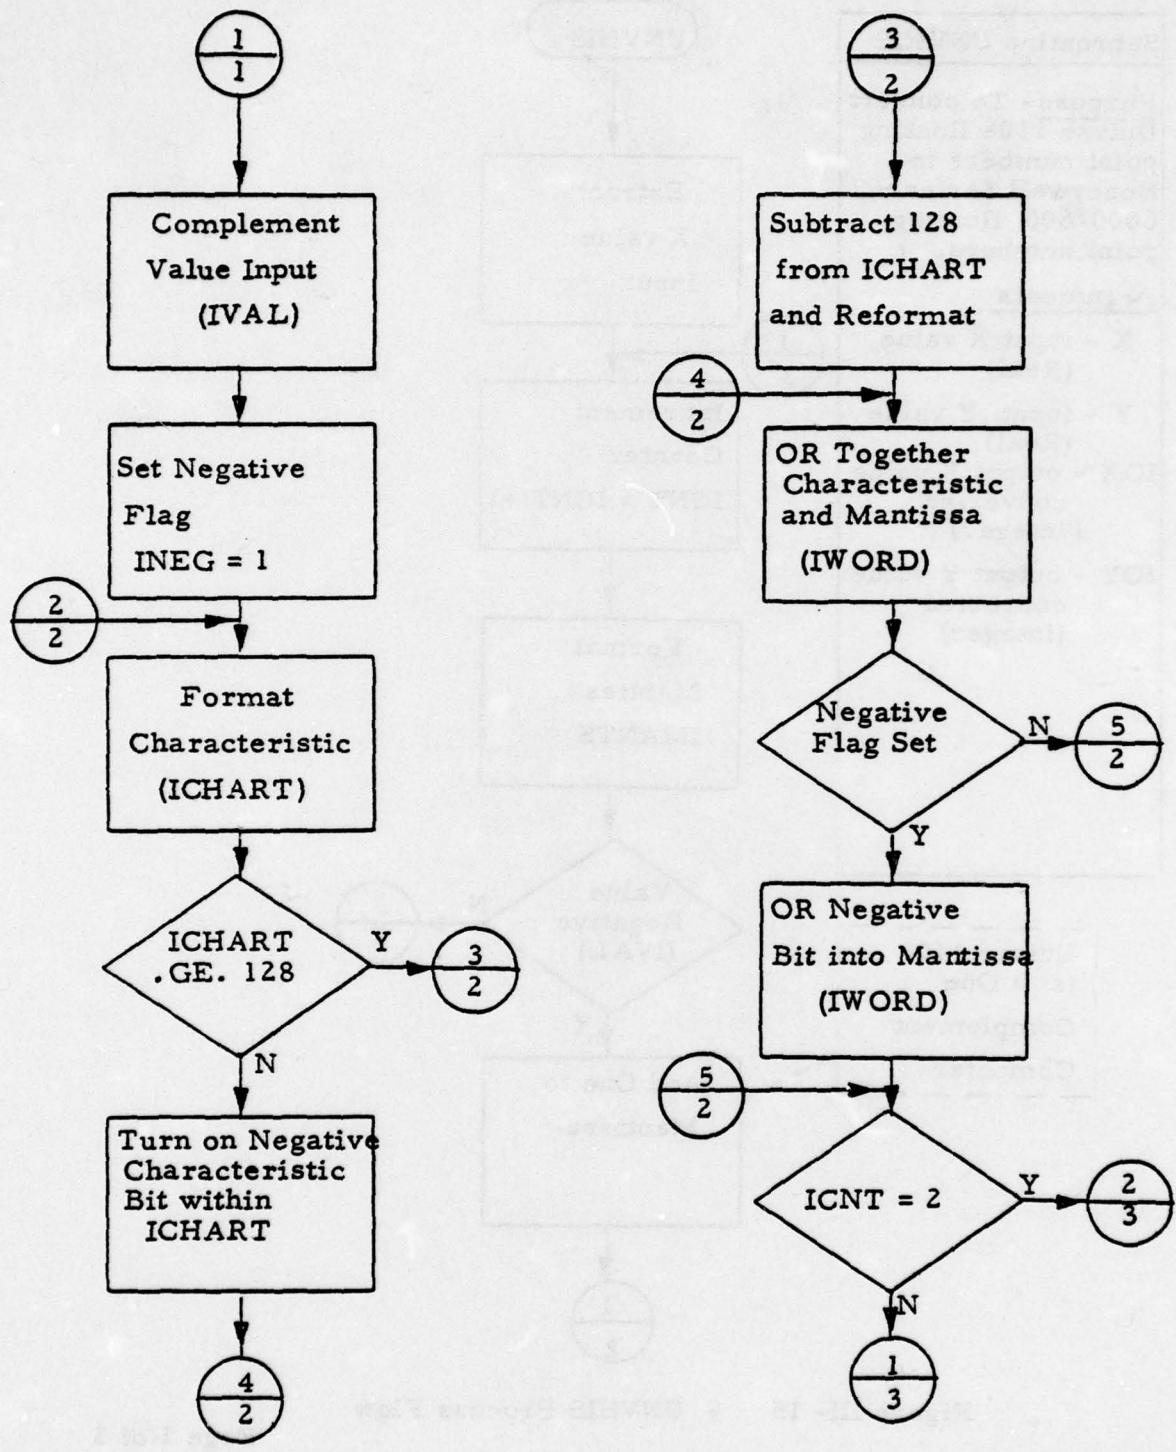 1
1
Complement
Value Input
(IVAL)
Set Negative
Flag
INEG = 1
2
2
Format
Characteristic
(ICHART)
ICHART
.GE. 128
Y
3
2
N
Turn on Negative
Characteristic
Bit within
ICHART
4
2
3
2
Subtract 128
from ICHART
and Reformat
4
2
OR Together
Characteristic
and Mantissa
(IWORD)
Negative
Flag Set
N
5
2
Y
OR Negative
Bit into Mantissa
(IWORD)
5
2
ICNT = 2
Y
2
3
N
1
3